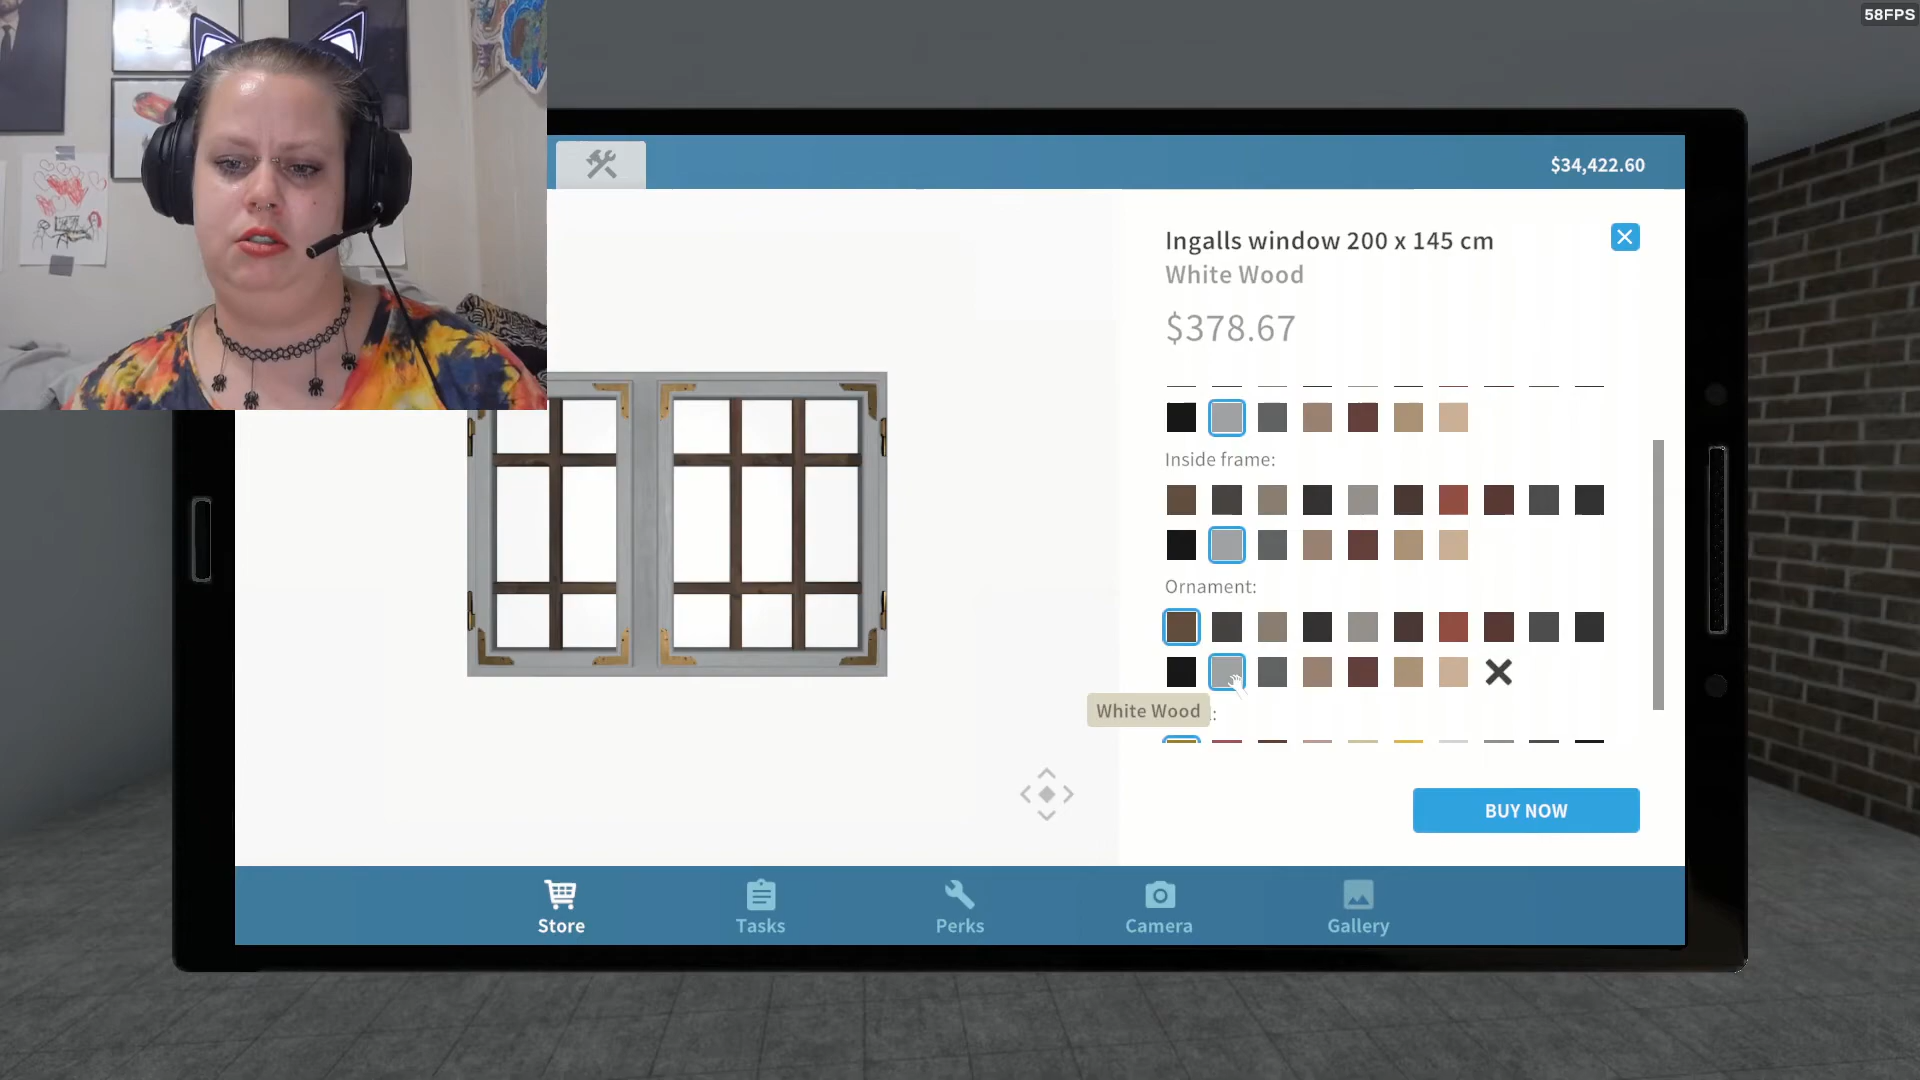 58FPS
$34,422.60
Ingalls window 200 x 145 cm
White Wood
$378.67
Inside frame:
Ornament:
White Wood
BUY NOW
Store
Tasks
Perks
Camera
Gallery